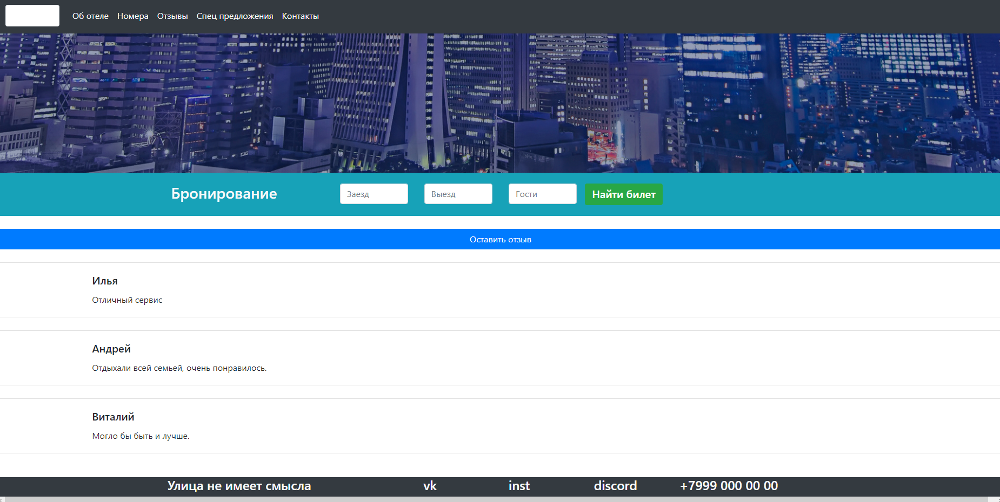 Об отеле Номера Отзывы Спец предложения Контакты
Бронирование Заезд Выезд Гости Найти билет
Оставить отзыв
Илья
Отличный сервис
Андрей
Отдыхали всей семьей, очень понравилось.
Виталий
Могло бы быть и лучше.
Улица не имеет смысла vk inst discord +7999 000 00 00